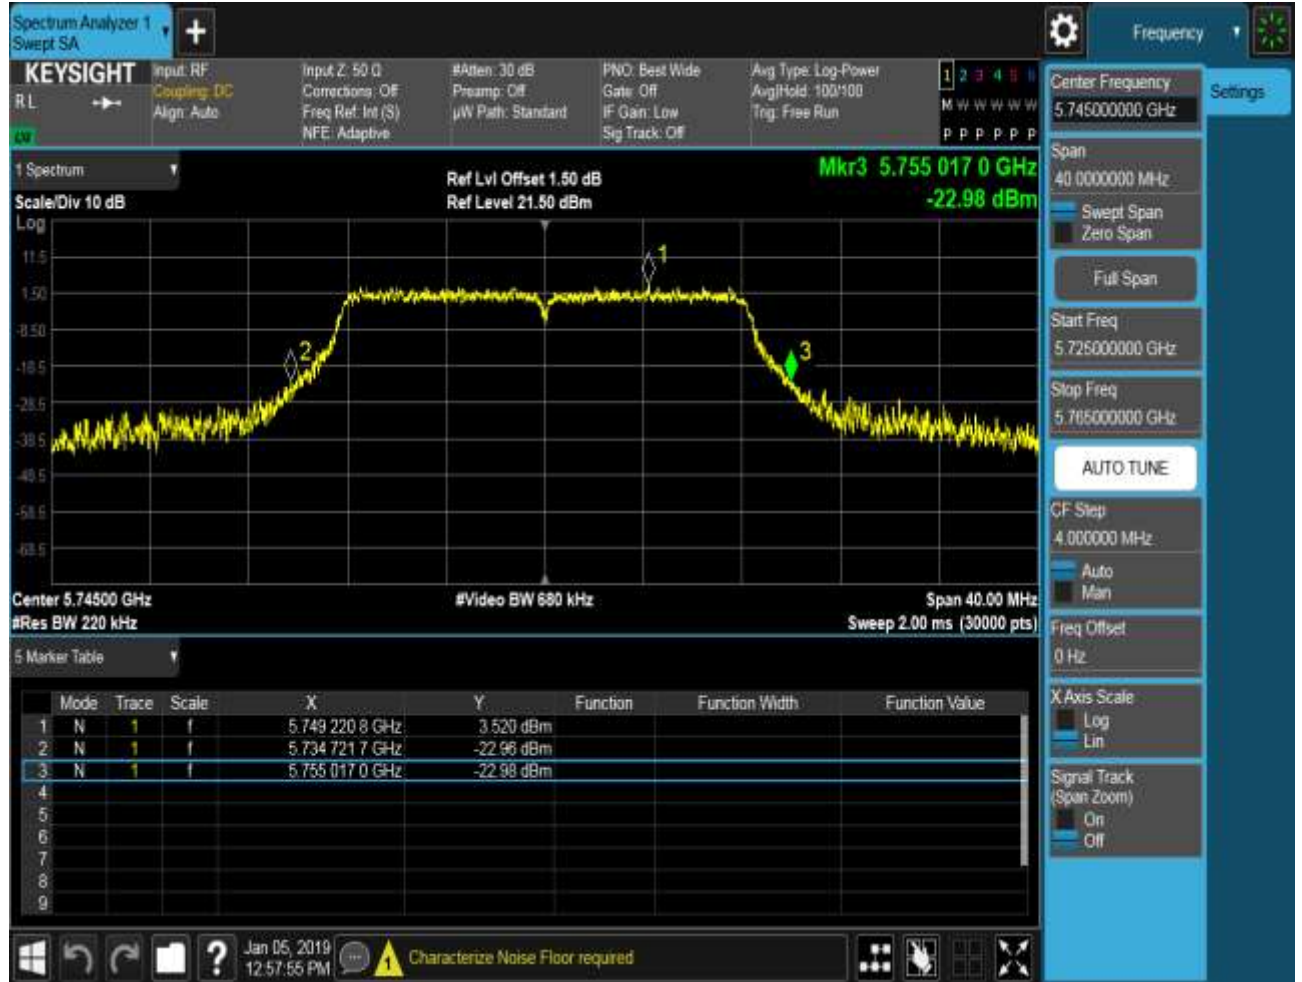 Spectrum Analyzer 1
Swept SA
+
Frequency
KEYSIGHT
R L
Input: RF
Coupling: DC
Align: Auto
Input Z: 50 Ω
Corrections: Off
Freq Ref: Int (S)
NFE: Adaptive
#Atten: 30 dB
Preamp: Off
µW Path: Standard
PNO: Best Wide
Gate: Off
IF Gain: Low
Sig Track: Off
Avg Type: Log-Power
Avg|Hold: 100/100
Trig: Free Run
1 2 3 4 5 6
M W W W W W
P P P P P P
1 Spectrum
Scale/Div 10 dB
Log
Ref Lvl Offset 1.50 dB
Ref Level 21.50 dBm
Mkr3 5.755 017 0 GHz
-22.98 dBm
11.5
1.50
-8.50
-18.5
-28.5
-38.5
-48.5
-58.5
-68.5
1
2
3
Center 5.74500 GHz
#Res BW 220 kHz
#Video BW 680 kHz
Span 40.00 MHz
Sweep 2.00 ms (30000 pts)
5 Marker Table
Mode Trace Scale X Y Function Function Width Function Value
1 N 1 f 5.749 220 8 GHz 3.520 dBm
2 N 1 f 5.734 721 7 GHz -22.96 dBm
3 N 1 f 5.755 017 0 GHz -22.98 dBm
4
5
6
7
8
9
?
Jan 05, 2019
12:57:55 PM
1
Characterize Noise Floor required
Settings
Center Frequency
5.745000000 GHz
Span
40.0000000 MHz
Swept Span
Zero Span
Full Span
Start Freq
5.725000000 GHz
Stop Freq
5.765000000 GHz
AUTO TUNE
CF Step
4.000000 MHz
Auto
Man
Freq Offset
0 Hz
X Axis Scale
Log
Lin
Signal Track
(Span Zoom)
On
Off